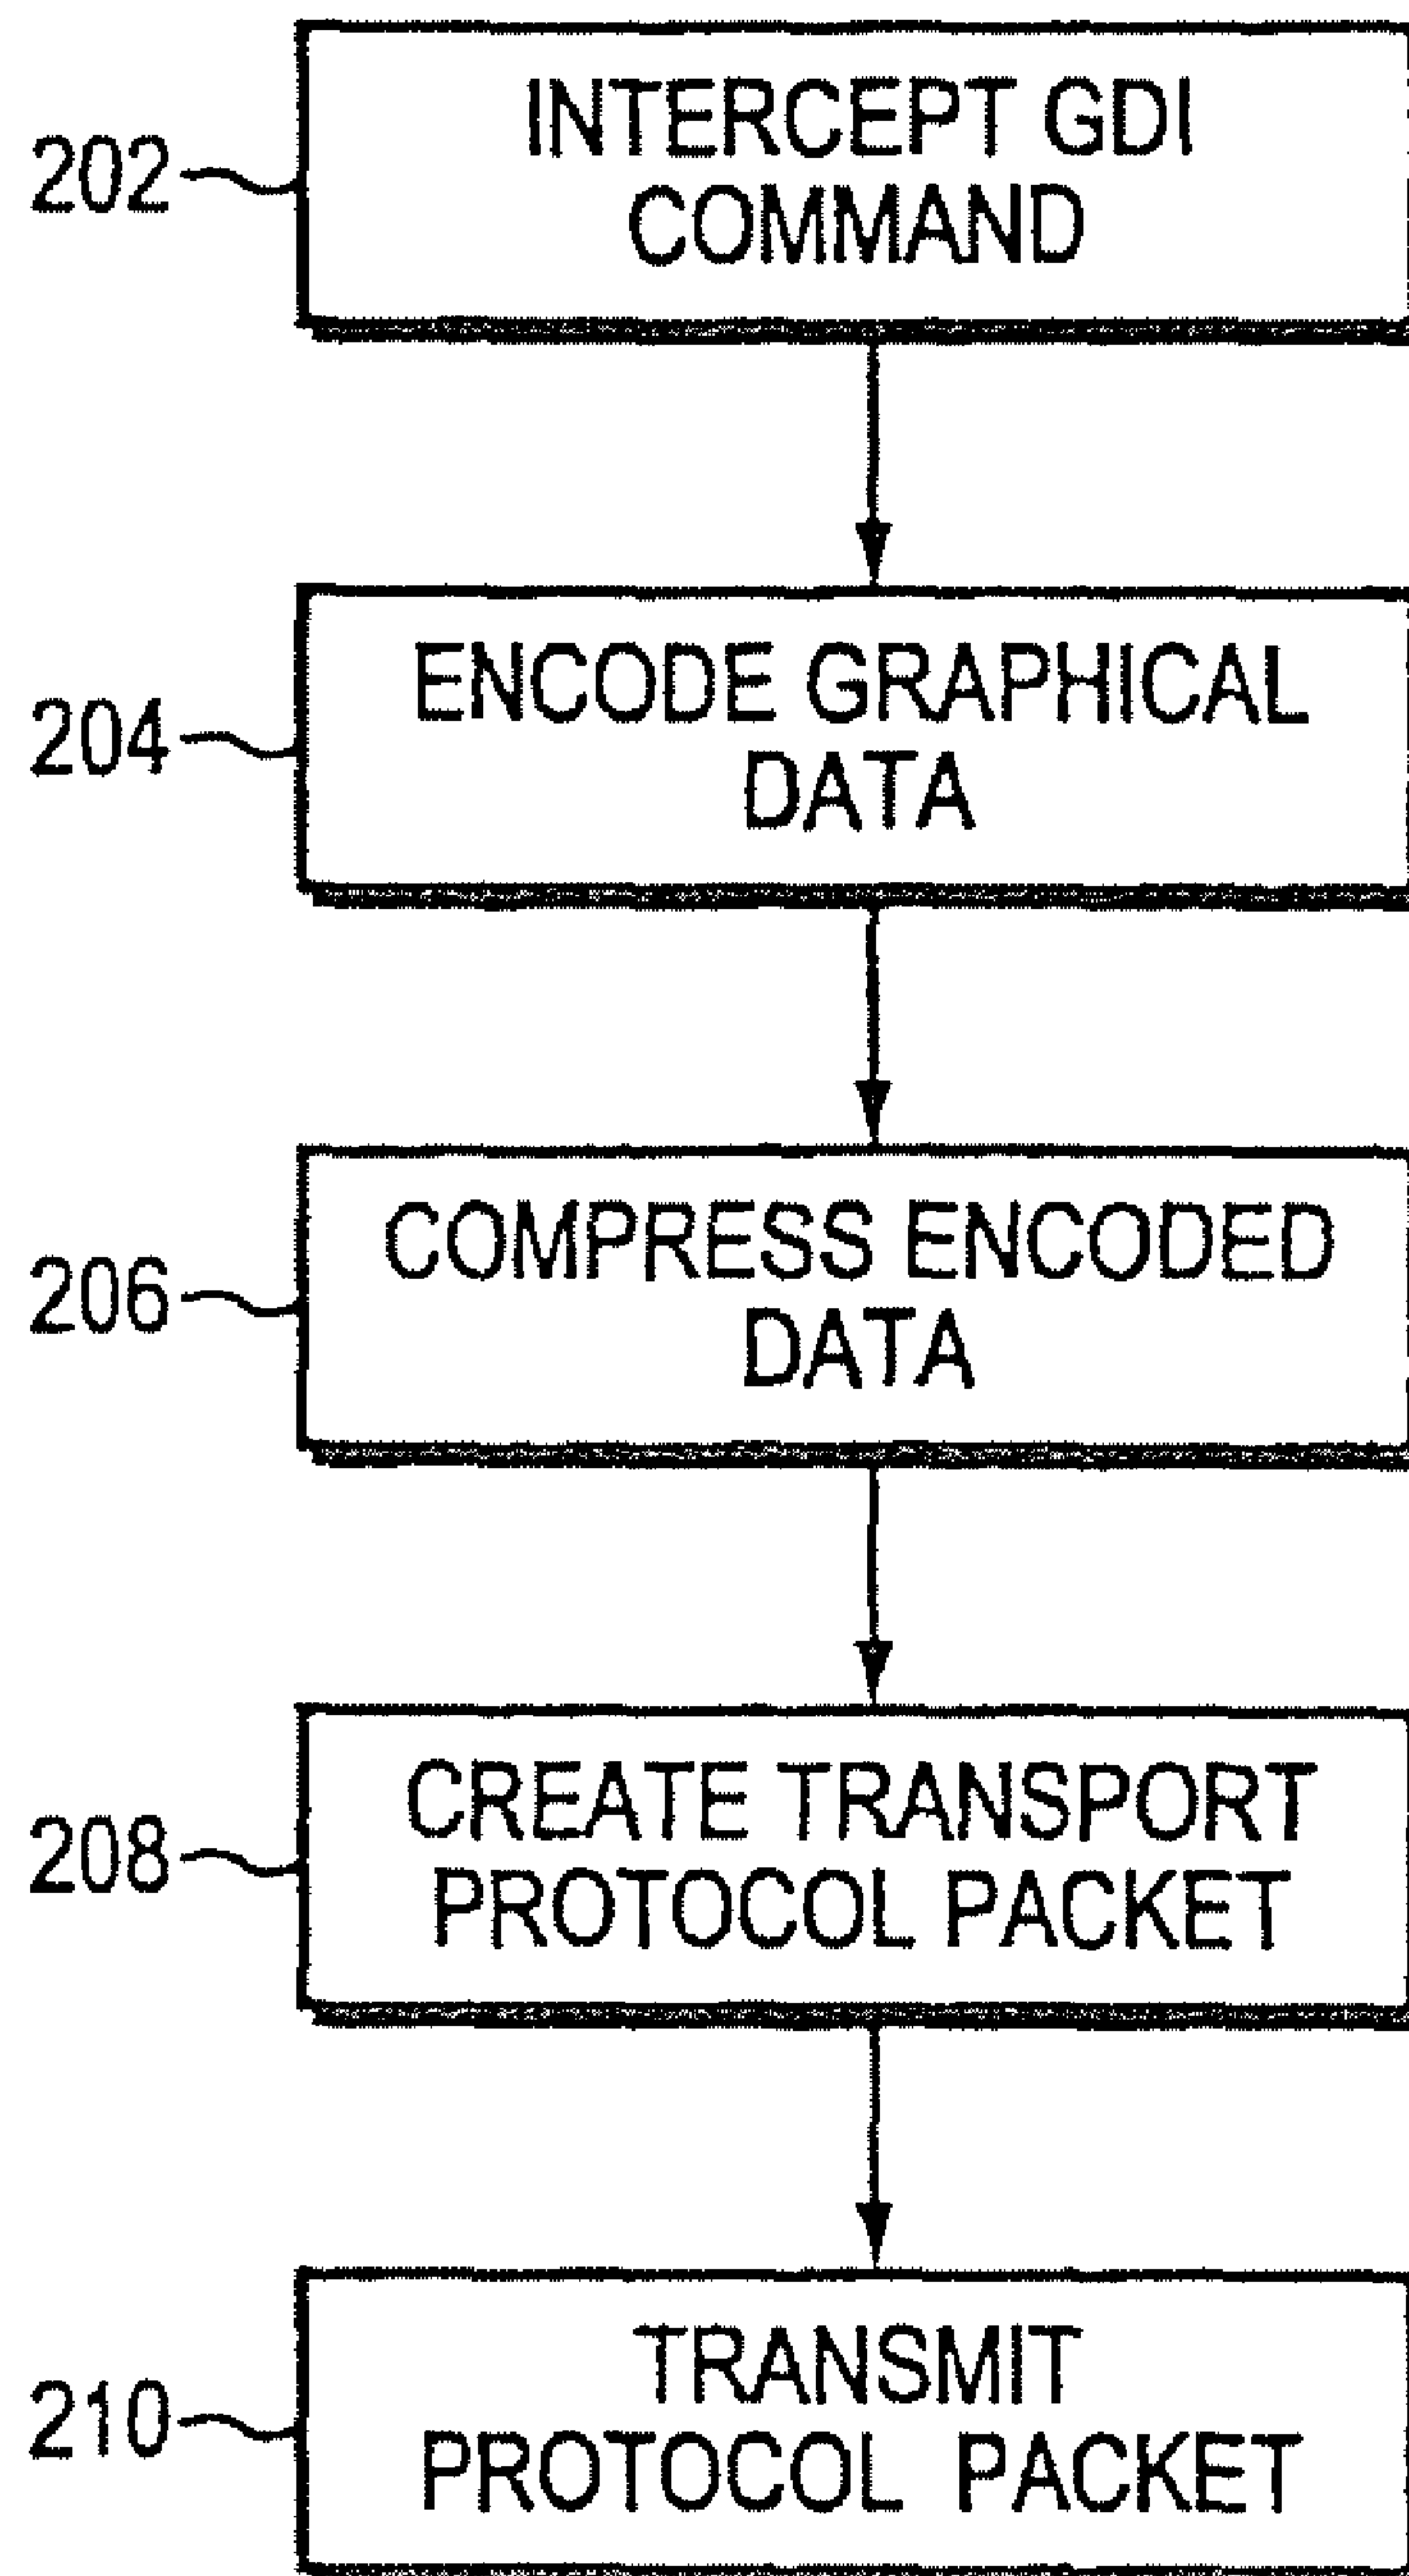 202
INTERCEPT GDI
COMMAND
204
ENCODE GRAPHICAL
DATA
206
COMPRESS ENCODED
DATA
208
CREATE TRANSPORT
PROTOCOL PACKET
210
TRANSMIT
PROTOCOL PACKET